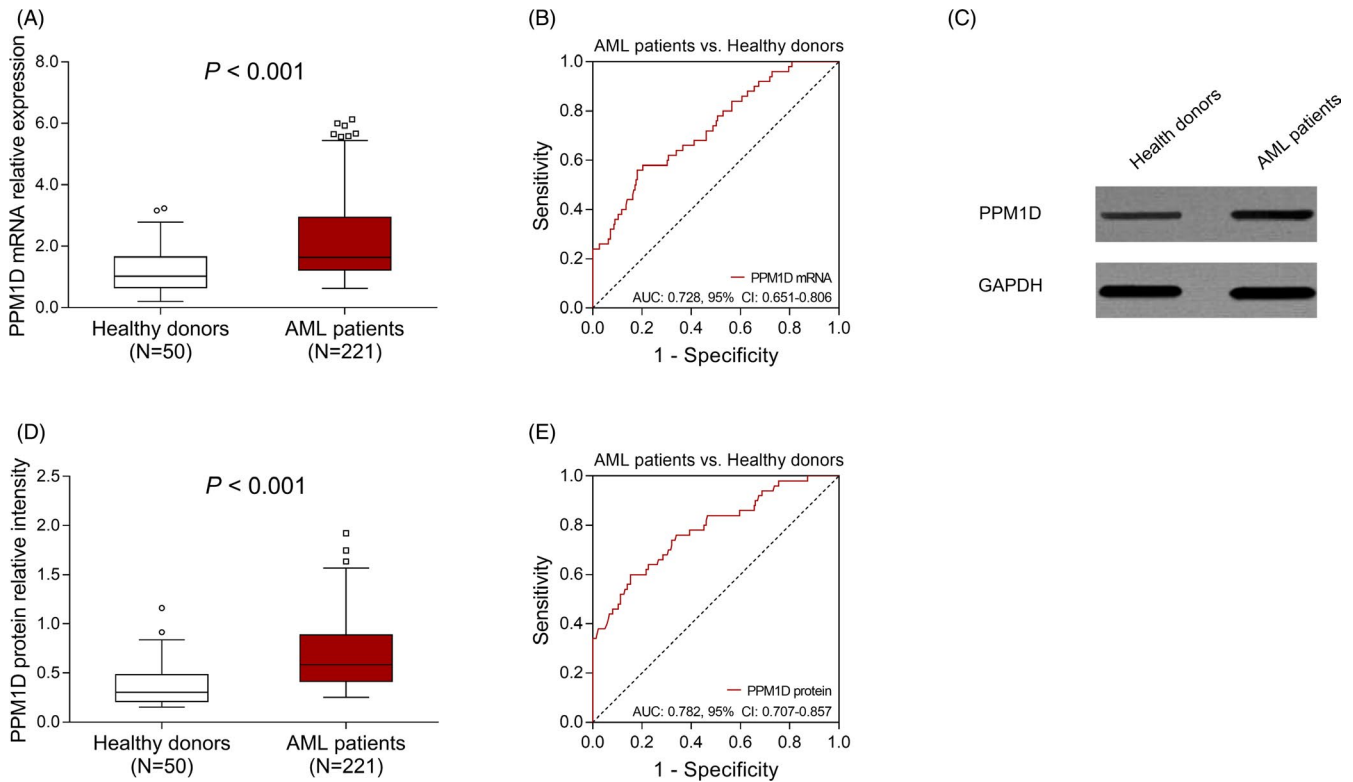 (A)
PPM1D mRNA relative expression
8.0
6.0
4.0
2.0
0.0
P < 0.001
Healthy donors
(N=50)
AML patients
(N=221)
(B)
AML patients vs. Healthy donors
Sensitivity
1.0
0.8
0.6
0.4
0.2
0.0
PPM1D mRNA
AUC: 0.728, 95% CI: 0.651-0.806
0.0 0.2 0.4 0.6 0.8 1.0
1 - Specificity
(C)
Health donors
AML patients
PPM1D
GAPDH
(D)
PPM1D protein relative intensity
2.5
2.0
1.5
1.0
0.5
0.0
P < 0.001
Healthy donors
(N=50)
AML patients
(N=221)
(E)
AML patients vs. Healthy donors
Sensitivity
1.0
0.8
0.6
0.4
0.2
0.0
PPM1D protein
AUC: 0.782, 95% CI: 0.707-0.857
0.0 0.2 0.4 0.6 0.8 1.0
1 - Specificity